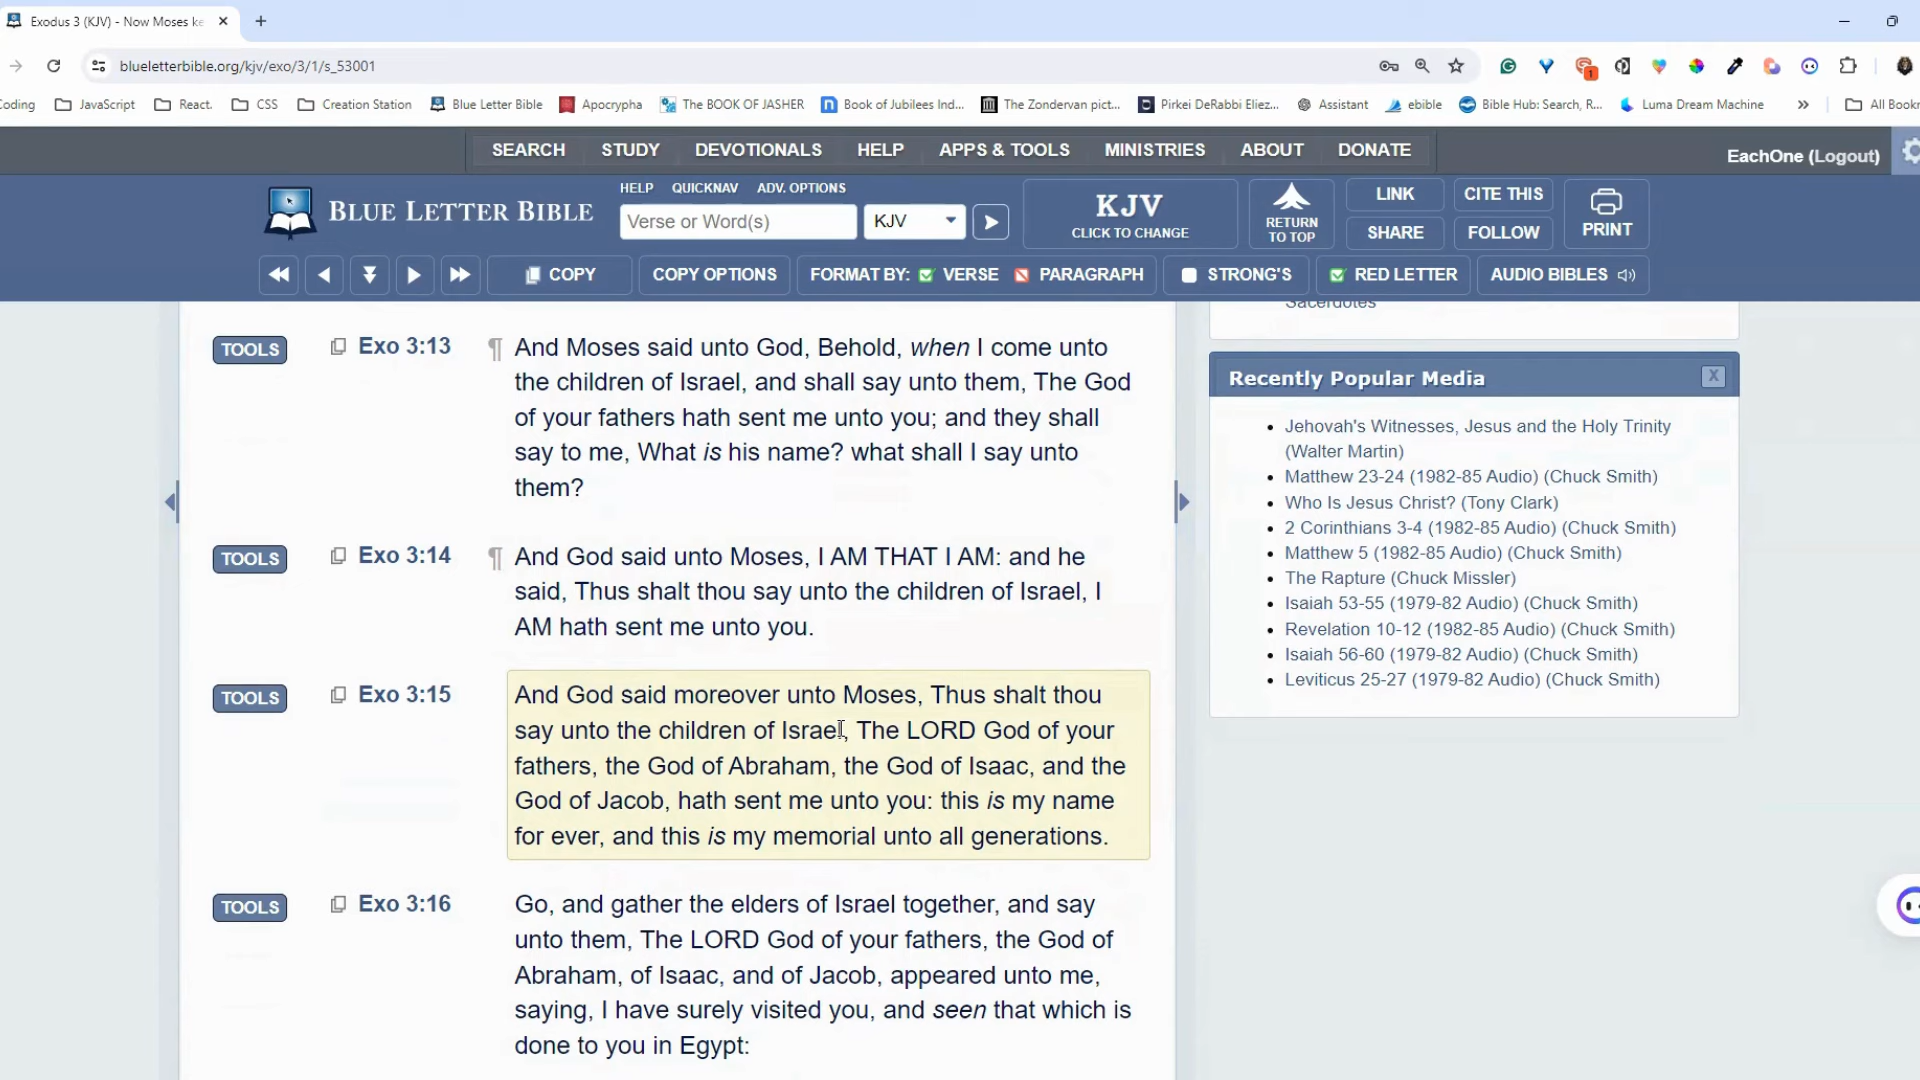 Exodus 3 (KJV) - Now Moses ke
blueletterbible.org/kjv/exo/3/1/s_53001
1
Coding JavaScript React. CSS Creation Station Blue Letter Bible Apocrypha The BOOK OF JASHER Book of Jubilees Ind... The Zondervan pict... Pirkei DeRabbi Eliez... Assistant ebible Bible Hub: Search, R... Luma Dream Machine » All Bookm
SEARCH STUDY DEVOTIONALS HELP APPS & TOOLS MINISTRIES ABOUT DONATE
EachOne (Logout)
BLUE LETTER BIBLE
HELP QUICKNAV ADV. OPTIONS
Verse or Word(s) KJV
KJV
CLICK TO CHANGE
RETURN
TO TOP
LINK CITE THIS
SHARE FOLLOW
PRINT
COPY COPY OPTIONS FORMAT BY: VERSE PARAGRAPH STRONG'S RED LETTER AUDIO BIBLES
TOOLS Exo 3:13 ¶ And Moses said unto God, Behold, when I come unto
the children of Israel, and shall say unto them, The God
of your fathers hath sent me unto you; and they shall
say to me, What is his name? what shall I say unto
them?
TOOLS Exo 3:14 ¶ And God said unto Moses, I AM THAT I AM: and he
said, Thus shalt thou say unto the children of Israel, I
AM hath sent me unto you.
TOOLS Exo 3:15 And God said moreover unto Moses, Thus shalt thou
say unto the children of Israel, The LORD God of your
fathers, the God of Abraham, the God of Isaac, and the
God of Jacob, hath sent me unto you: this is my name
for ever, and this is my memorial unto all generations.
TOOLS Exo 3:16 Go, and gather the elders of Israel together, and say
unto them, The LORD God of your fathers, the God of
Abraham, of Isaac, and of Jacob, appeared unto me,
saying, I have surely visited you, and seen that which is
done to you in Egypt:
Sacerdotes
Recently Popular Media X
Jehovah's Witnesses, Jesus and the Holy Trinity
(Walter Martin)
Matthew 23-24 (1982-85 Audio) (Chuck Smith)
Who Is Jesus Christ? (Tony Clark)
2 Corinthians 3-4 (1982-85 Audio) (Chuck Smith)
Matthew 5 (1982-85 Audio) (Chuck Smith)
The Rapture (Chuck Missler)
Isaiah 53-55 (1979-82 Audio) (Chuck Smith)
Revelation 10-12 (1982-85 Audio) (Chuck Smith)
Isaiah 56-60 (1979-82 Audio) (Chuck Smith)
Leviticus 25-27 (1979-82 Audio) (Chuck Smith)